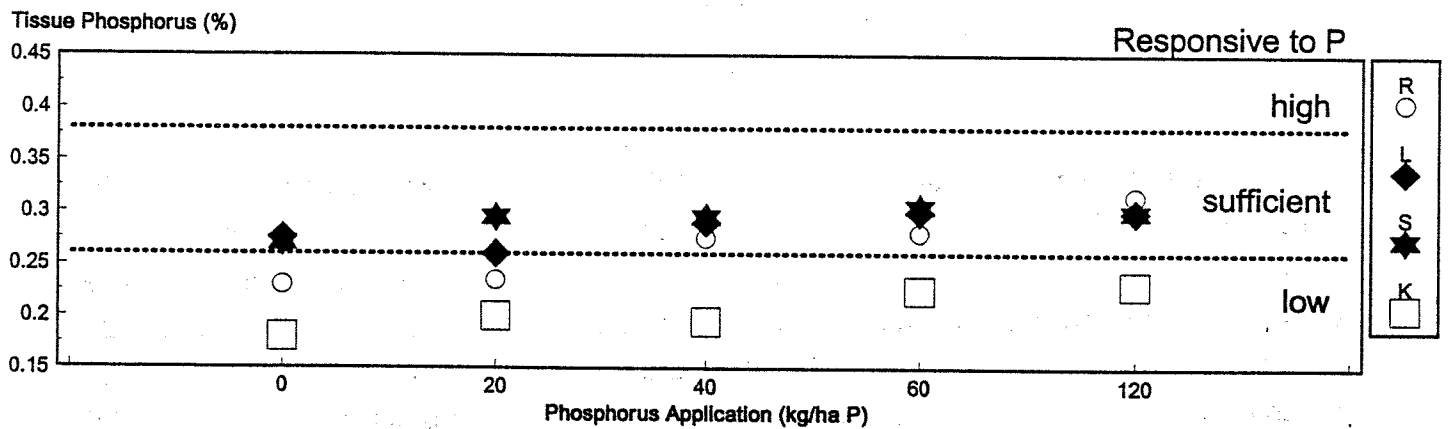 Tissue Phosphorus (%)
Responsive to P
0.45
0.4
0.35
0.3
0.25
0.2
0.15
high
sufficient
low
R
L
S
K
0 20 40 60 120
Phosphorus Application (kg/ha P)